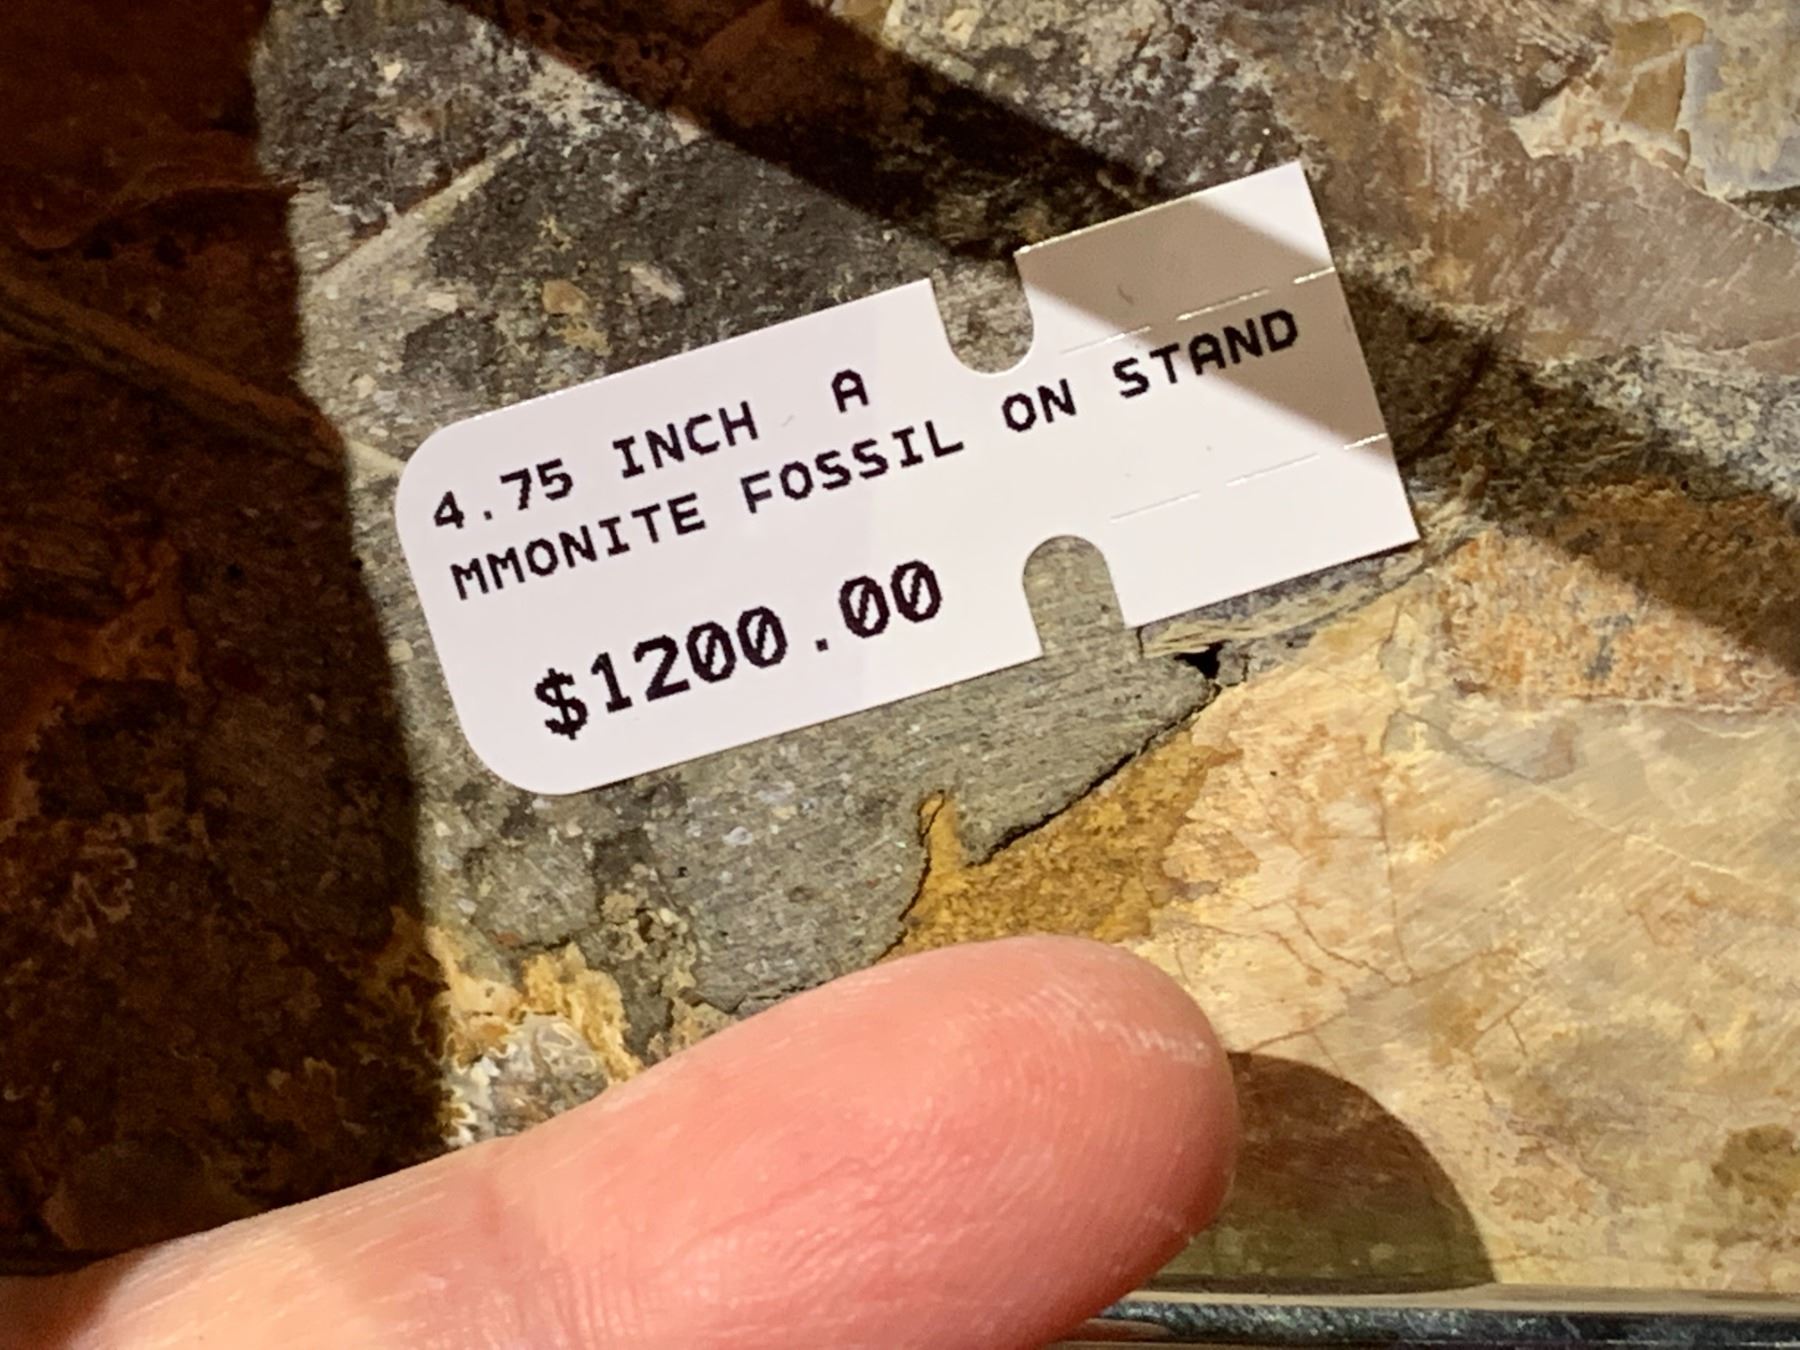 4.75 INCH A
MMONITE FOSSIL ON STAND
$1200.00